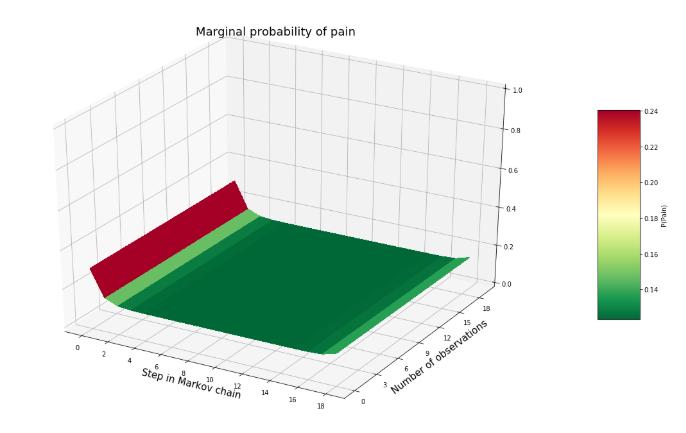 Marginal probability of pain
1.0
0.8
0.6
0.4
0.2
0.0
0 2 4 6 8 10 12 14 16 18
Step in Markov chain
0 3 6 9 12 15 18
Number of observations
0.24
0.22
0.20
0.18
0.16
0.14
P(Pain)